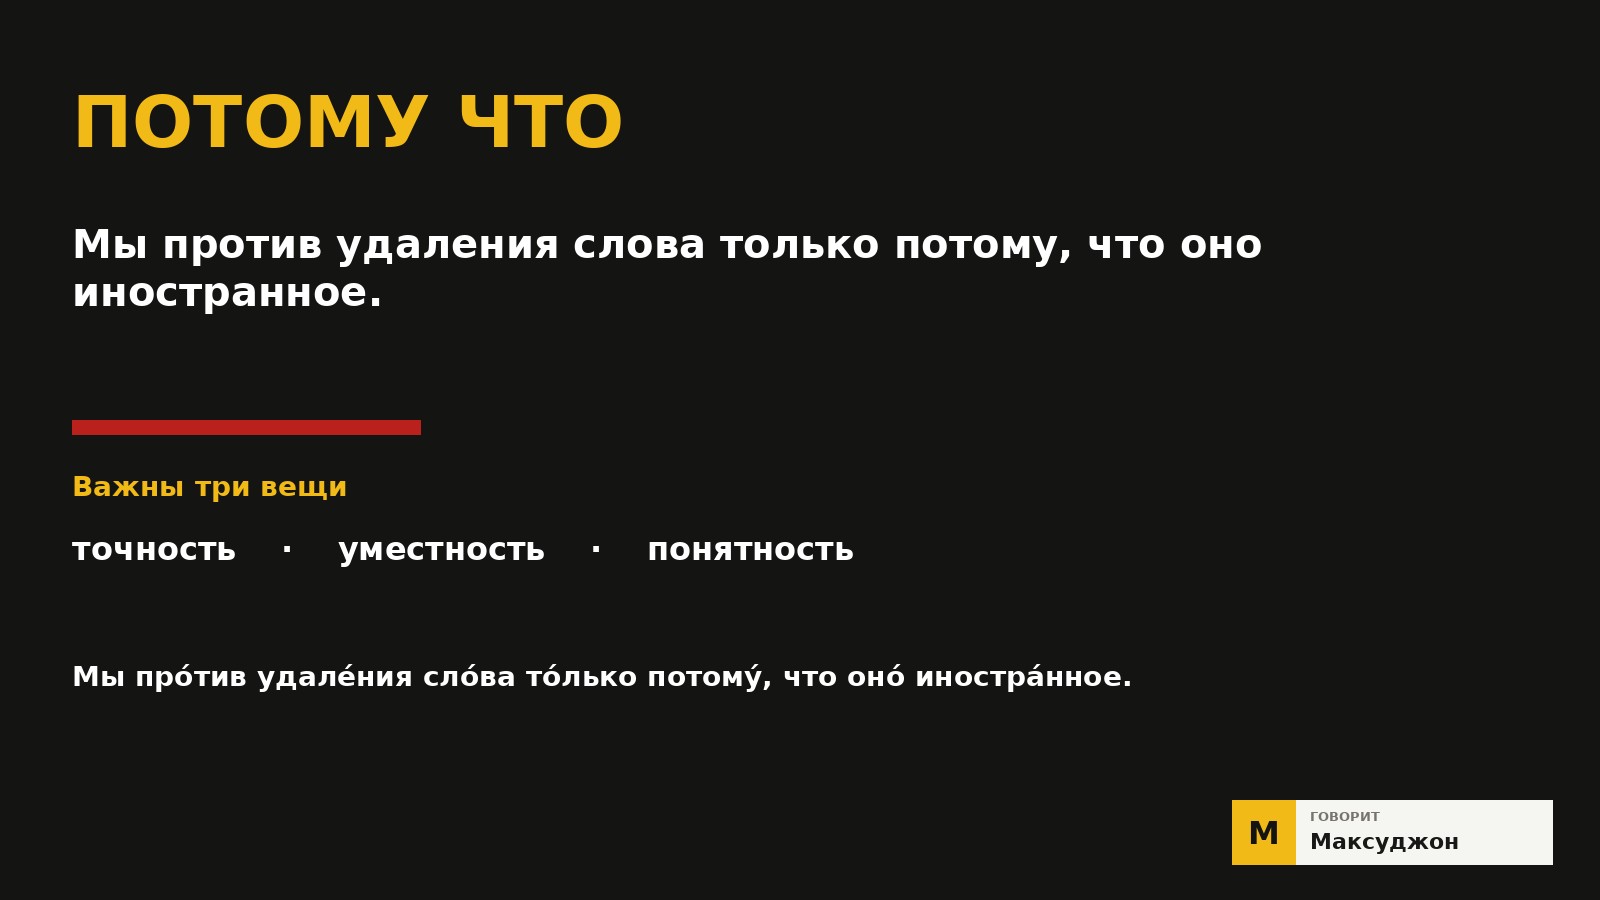 ПОТОМУ ЧТО
Мы против удаления слова только потому, что оно
иностранное.
Важны три вещи
точность · уместность · понятность
Мы про́тив удале́ния сло́ва то́лько потому́, что оно́ иностра́нное.
М
ГОВОРИТ
Максуджон